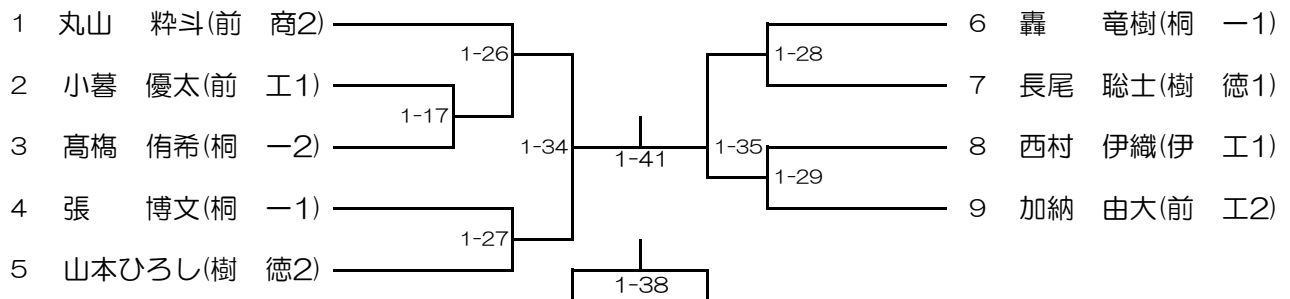 1 丸山 粋斗(前 商2)
2 小暮 優太(前 工1)
3 髙橋 侑希(桐 一2)
4 張 博文(桐 一1)
5 山本ひろし(樹 徳2)
1-26
1-17
1-34
1-27
1-41
1-38
1-28
1-35
1-29
6 轟 竜樹(桐 一1)
7 長尾 聡士(樹 徳1)
8 西村 伊織(伊 工1)
9 加納 由大(前 工2)